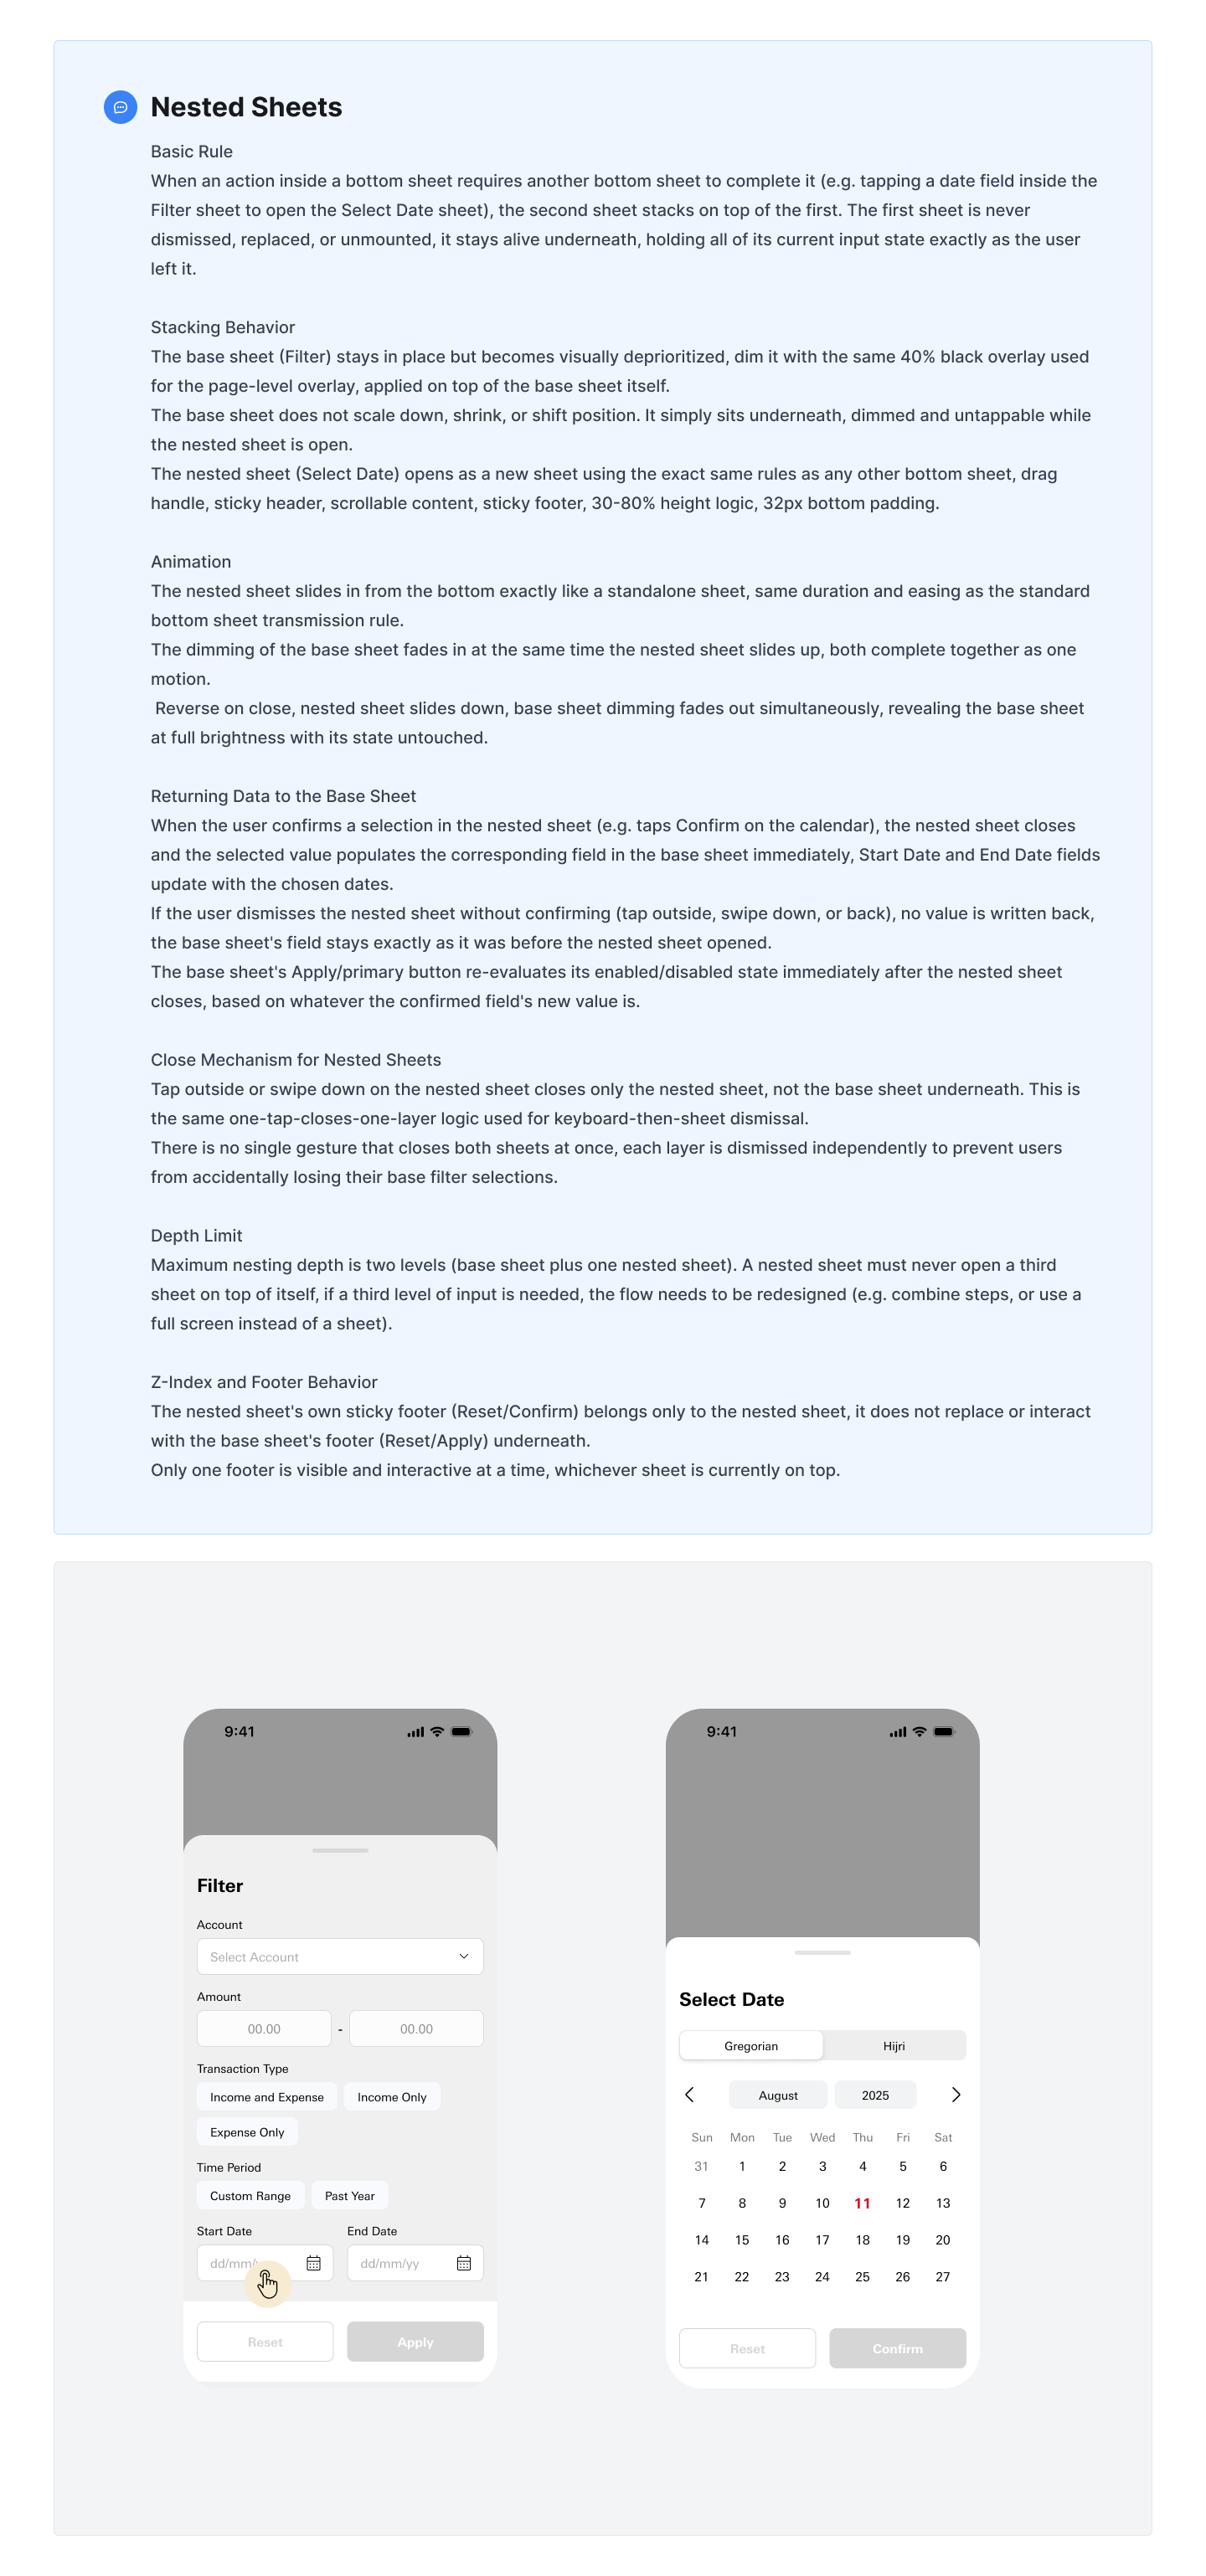 Nested Sheets
Basic Rule
When an action inside a bottom sheet requires another bottom sheet to complete it (e.g. tapping a date field inside the
Filter sheet to open the Select Date sheet), the second sheet stacks on top of the first. The first sheet is never
dismissed, replaced, or unmounted, it stays alive underneath, holding all of its current input state exactly as the user
left it.
Stacking Behavior
The base sheet (Filter) stays in place but becomes visually deprioritized, dim it with the same 40% black overlay used
for the page-level overlay, applied on top of the base sheet itself.
The base sheet does not scale down, shrink, or shift position. It simply sits underneath, dimmed and untappable while
the nested sheet is open.
The nested sheet (Select Date) opens as a new sheet using the exact same rules as any other bottom sheet, drag
handle, sticky header, scrollable content, sticky footer, 30-80% height logic, 32px bottom padding.
Animation
The nested sheet slides in from the bottom exactly like a standalone sheet, same duration and easing as the standard
bottom sheet transmission rule.
The dimming of the base sheet fades in at the same time the nested sheet slides up, both complete together as one
motion.
Reverse on close, nested sheet slides down, base sheet dimming fades out simultaneously, revealing the base sheet
at full brightness with its state untouched.
Returning Data to the Base Sheet
When the user confirms a selection in the nested sheet (e.g. taps Confirm on the calendar), the nested sheet closes
and the selected value populates the corresponding field in the base sheet immediately, Start Date and End Date fields
update with the chosen dates.
If the user dismisses the nested sheet without confirming (tap outside, swipe down, or back), no value is written back,
the base sheet's field stays exactly as it was before the nested sheet opened.
The base sheet's Apply/primary button re-evaluates its enabled/disabled state immediately after the nested sheet
closes, based on whatever the confirmed field's new value is.
Close Mechanism for Nested Sheets
Tap outside or swipe down on the nested sheet closes only the nested sheet, not the base sheet underneath. This is
the same one-tap-closes-one-layer logic used for keyboard-then-sheet dismissal.
There is no single gesture that closes both sheets at once, each layer is dismissed independently to prevent users
from accidentally losing their base filter selections.
Depth Limit
Maximum nesting depth is two levels (base sheet plus one nested sheet). A nested sheet must never open a third
sheet on top of itself, if a third level of input is needed, the flow needs to be redesigned (e.g. combine steps, or use a
full screen instead of a sheet).
Z-Index and Footer Behavior
The nested sheet's own sticky footer (Reset/Confirm) belongs only to the nested sheet, it does not replace or interact
with the base sheet's footer (Reset/Apply) underneath.
Only one footer is visible and interactive at a time, whichever sheet is currently on top.
9:41
Filter
Account
Select Account
Amount
00.00 - 00.00
Transaction Type
Income and Expense Income Only
Expense Only
Time Period
Custom Range Past Year
Start Date End Date
dd/mm/ dd/mm/yy
Reset Apply
9:41
Select Date
Gregorian Hijri
August 2025
Sun Mon Tue Wed Thu Fri Sat
31 1 2 3 4 5 6
7 8 9 10 11 12 13
14 15 16 17 18 19 20
21 22 23 24 25 26 27
Reset Confirm